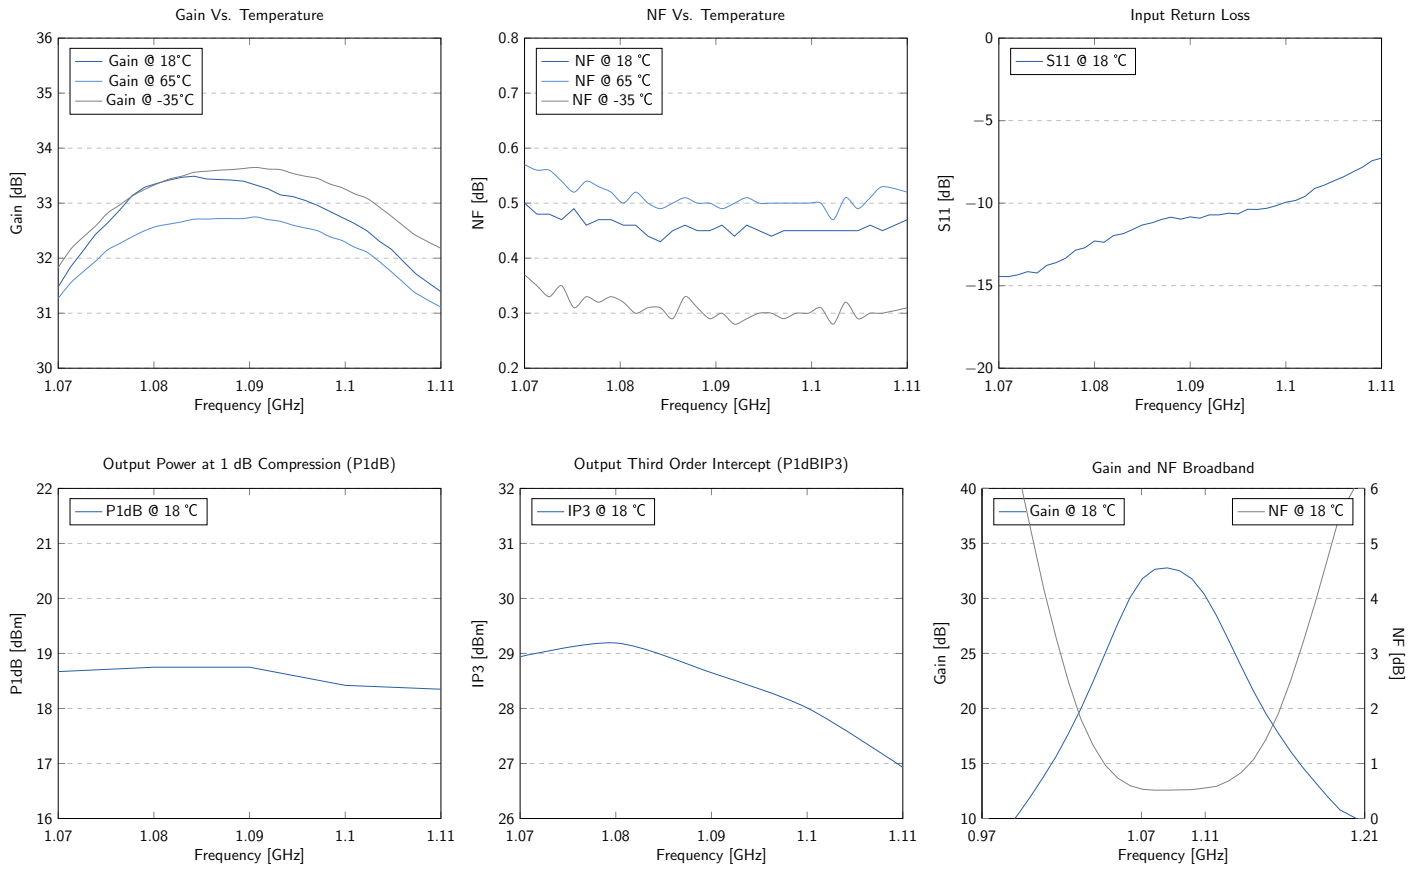 Gain Vs. Temperature
36
35
34
33
32
31
30
Gain [dB]
Gain @ 18°C
Gain @ 65°C
Gain @ -35°C
1.07
1.08
1.09
1.1
1.11
Frequency [GHz]
NF Vs. Temperature
0.8
0.7
0.6
0.5
0.4
0.3
0.2
NF [dB]
NF @ 18 ℃
NF @ 65 ℃
NF @ -35 ℃
1.07
1.08
1.09
1.1
1.11
Frequency [GHz]
Input Return Loss
0
−5
−10
−15
−20
S11 [dB]
S11 @ 18 ℃
1.07
1.08
1.09
1.1
1.11
Frequency [GHz]
Output Power at 1 dB Compression (P1dB)
22
21
20
19
18
17
16
P1dB [dBm]
P1dB @ 18 ℃
1.07
1.08
1.09
1.1
1.11
Frequency [GHz]
Output Third Order Intercept (P1dBIP3)
32
31
30
29
28
27
26
IP3 [dBm]
IP3 @ 18 ℃
1.07
1.08
1.09
1.1
1.11
Frequency [GHz]
Gain and NF Broadband
40
35
30
25
20
15
10
Gain [dB]
Gain @ 18 ℃
NF @ 18 ℃
6
5
4
3
2
1
0
NF [dB]
0.97
1.07
1.11
1.21
Frequency [GHz]